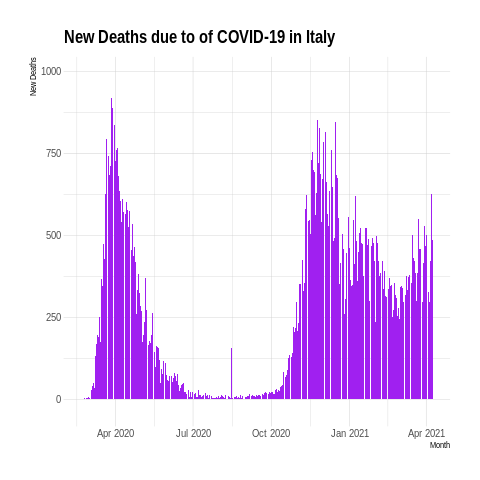 New Deaths due to of COVID-19 in Italy
New Deaths
1000
750
500
250
0
Apr 2020 Jul 2020 Oct 2020 Jan 2021 Apr 2021
Month